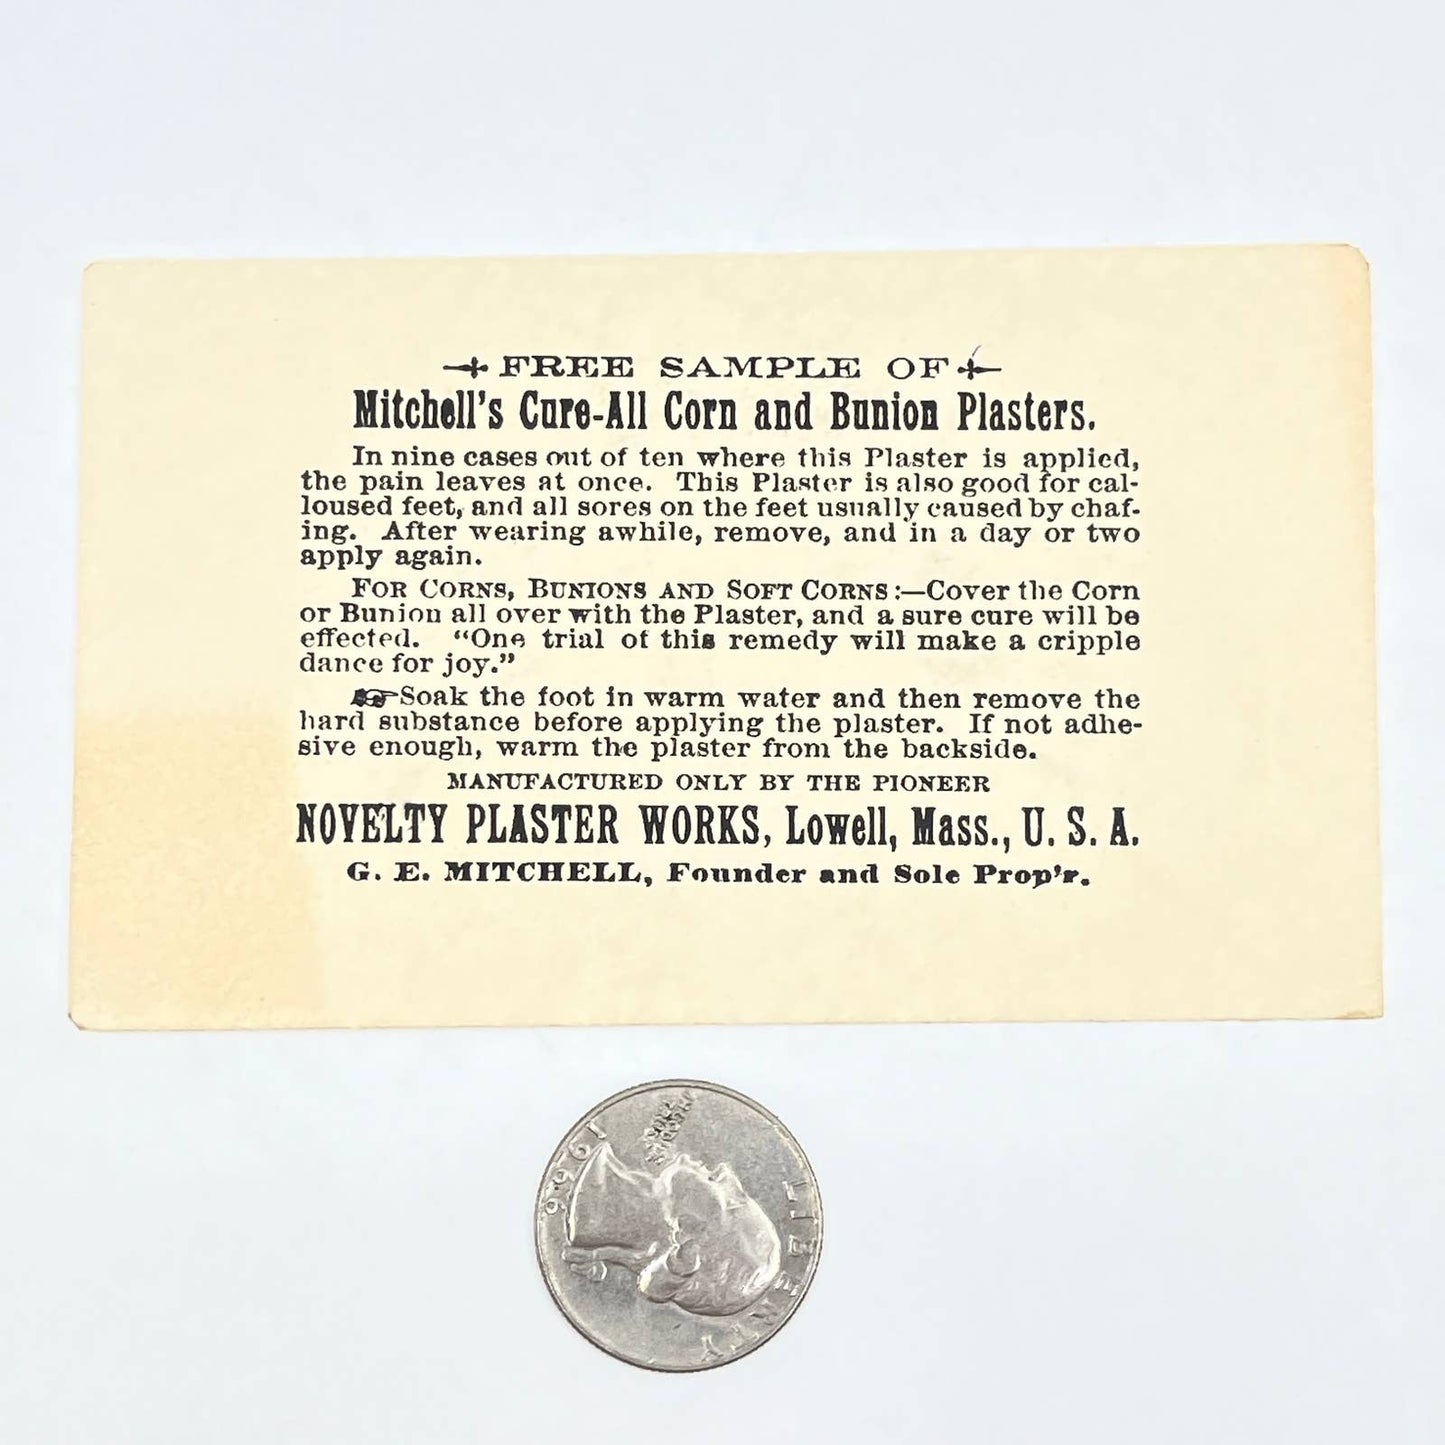 FREE SAMPLE OF
Mitchell's Cure-All Corn and Bunion Plasters.
In nine cases out of ten where this Plaster is applied,
the pain leaves at once. This Plaster is also good for cal-
loused feet, and all sores on the feet usually caused by chaf-
ing. After wearing awhile, remove, and in a day or two
apply again.
FOR CORNS, BUNIONS AND SOFT CORNS:—Cover the Corn
or Bunion all over with the Plaster, and a sure cure will be
effected. "One trial of this remedy will make a cripple
dance for joy."
☞Soak the foot in warm water and then remove the
hard substance before applying the plaster. If not adhe-
sive enough, warm the plaster from the backside.
MANUFACTURED ONLY BY THE PIONEER
NOVELTY PLASTER WORKS, Lowell, Mass., U. S. A.
G. E. MITCHELL, Founder and Sole Prop'r.
LIBERTY
IN GOD WE TRUST
1966